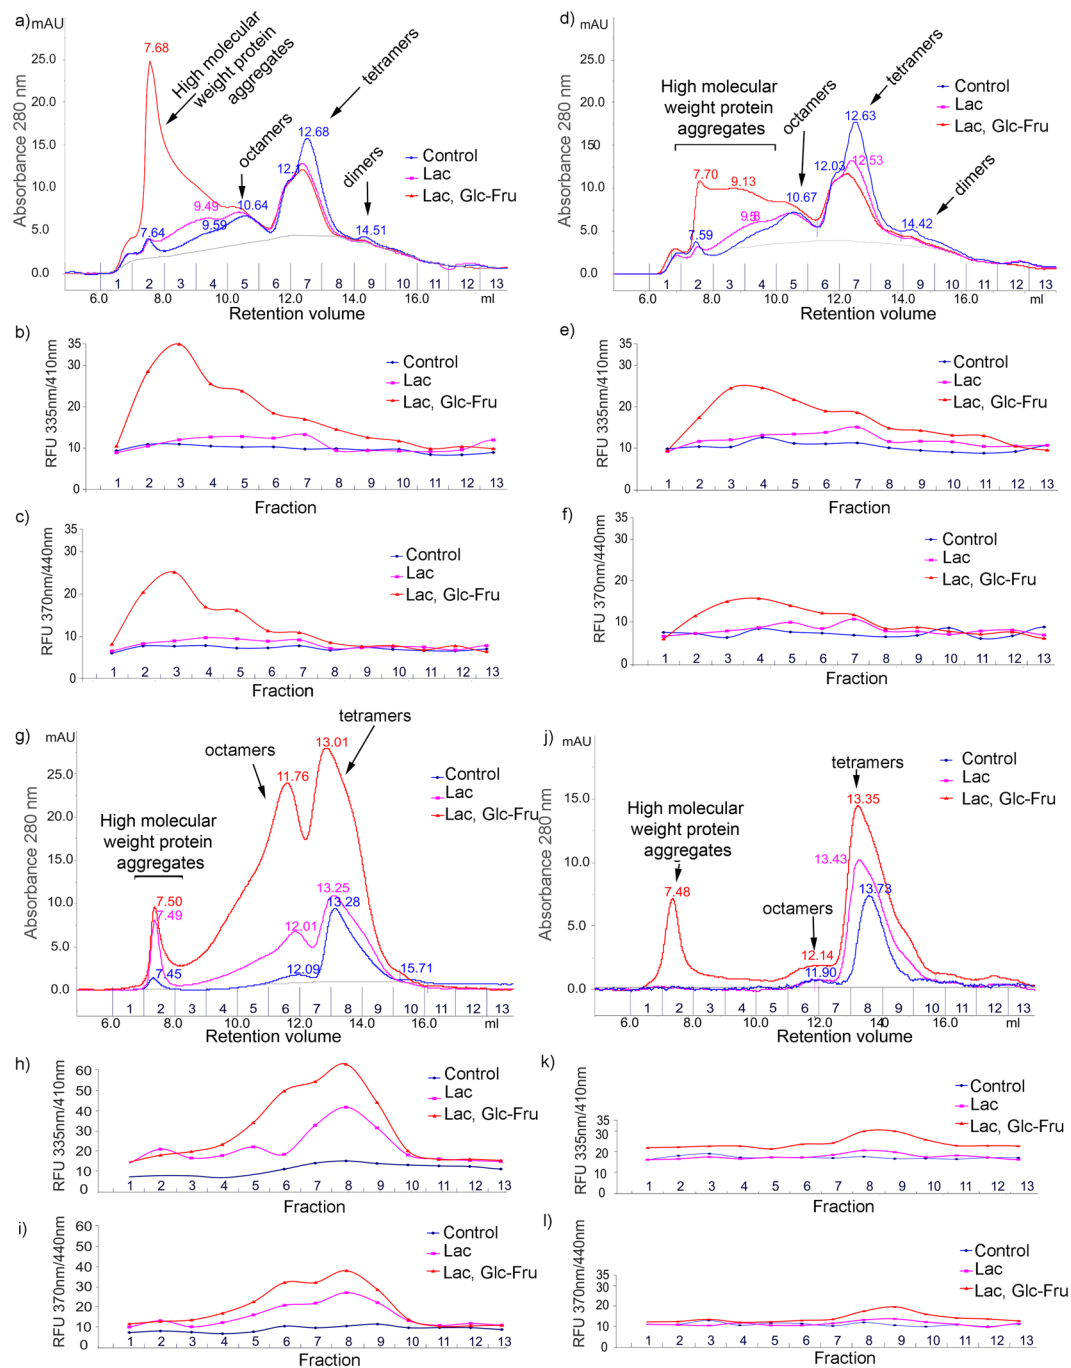 a) mAU
Absorbance 280 nm
25.0
20.0
15.0
10.0
5.0
0.0
7.68
High molecular
weight protein
aggregates
octamers
tetramers
dimers
12.68
9.49
9.59
10.64
7.64
14.51
Control
Lac
Lac, Glc-Fru
1 2 3 4 5 6 7 8 9 10 11 12 13
6.0 8.0 10.0 12.0 14.0 16.0 ml
Retention volume
d) mAU
Absorbance 280 nm
25.0
20.0
15.0
10.0
5.0
0.0
High molecular
weight protein
aggregates
octamers
tetramers
dimers
12.63
12.03
12.53
7.70
9.13
10.67
7.59
14.42
Control
Lac
Lac, Glc-Fru
1 2 3 4 5 6 7 8 9 10 11 12 13
6.0 8.0 10.0 12.0 14.0 16.0 ml
Retention volume
b)
RFU 335nm/410nm
35
30
20
10
0
Control
Lac
Lac, Glc-Fru
1 2 3 4 5 6 7 8 9 10 11 12 13
Fraction
e)
RFU 335nm/410nm
35
30
20
10
0
Control
Lac
Lac, Glc-Fru
1 2 3 4 5 6 7 8 9 10 11 12 13
Fraction
c)
RFU 370nm/440nm
35
30
20
10
0
Control
Lac
Lac, Glc-Fru
1 2 3 4 5 6 7 8 9 10 11 12 13
Fraction
f)
RFU 370nm/440nm
35
30
20
10
0
Control
Lac
Lac, Glc-Fru
1 2 3 4 5 6 7 8 9 10 11 12 13
Fraction
g) mAU
Absorbance 280 nm
25.0
20.0
15.0
10.0
5.0
0.0
High molecular
weight protein
aggregates
octamers
tetramers
13.01
11.76
7.50
7.49
7.45
13.25
13.28
12.01
12.09
15.71
Control
Lac
Lac, Glc-Fru
1 2 3 4 5 6 7 8 9 10 11 12 13
6.0 8.0 10.0 12.0 14.0 16.0 ml
Retention volume
j) mAU
Absorbance 280 nm
15.0
10.0
5.0
0.0
High molecular
weight protein
aggregates
octamers
tetramers
7.48
13.35
13.43
13.73
12.14
11.90
Control
Lac
Lac, Glc-Fru
1 2 3 4 5 6 7 8 9 10 11 12 13
6.0 8.0 10.0 12.0 14.0 16.0 ml
Retention volume
h)
RFU 335nm/410nm
60
50
40
30
20
10
0
Control
Lac
Lac, Glc-Fru
1 2 3 4 5 6 7 8 9 10 11 12 13
Fraction
k)
RFU 335nm/410nm
35
30
20
10
0
Control
Lac
Lac, Glc-Fru
1 2 3 4 5 6 7 8 9 10 11 12 13
Fraction
i)
RFU 370nm/440nm
60
50
40
30
20
10
0
Control
Lac
Lac, Glc-Fru
1 2 3 4 5 6 7 8 9 10 11 12 13
Fraction
l)
RFU 370nm/440nm
35
30
20
10
0
Control
Lac
Lac, Glc-Fru
1 2 3 4 5 6 7 8 9 10 11 12 13
Fraction